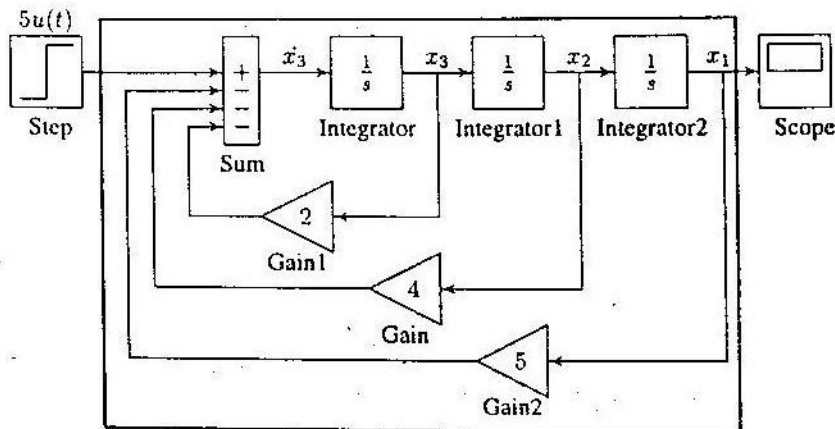 5u(t)
Step
+
−
−
−
Sum
ẋ₃
1/s
Integrator
x₃
1/s
Integrator1
x₂
1/s
Integrator2
x₁
Scope
2
Gain1
4
Gain
5
Gain2